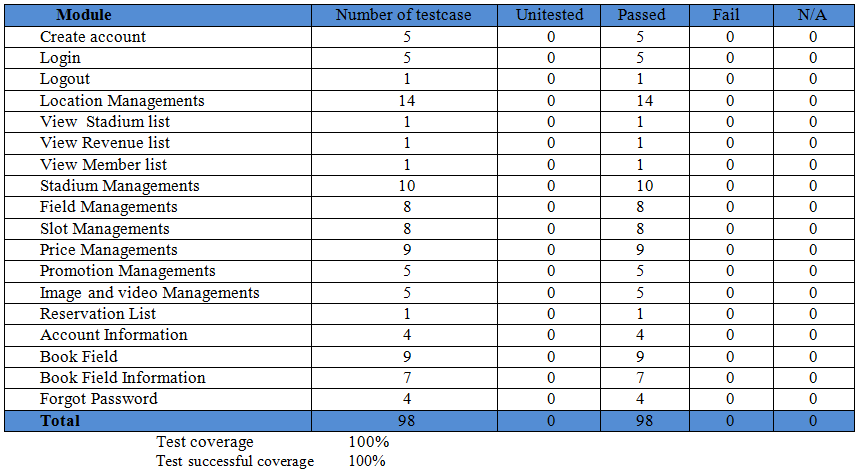 Module Number of testcase Unitested Passed Fail N/A
Create account 5 0 5 0 0
Login 5 0 5 0 0
Logout 1 0 1 0 0
Location Managements 14 0 14 0 0
View Stadium list 1 0 1 0 0
View Revenue list 1 0 1 0 0
View Member list 1 0 1 0 0
Stadium Managements 10 0 10 0 0
Field Managements 8 0 8 0 0
Slot Managements 8 0 8 0 0
Price Managements 9 0 9 0 0
Promotion Managements 5 0 5 0 0
Image and video Managements 5 0 5 0 0
Reservation List 1 0 1 0 0
Account Information 4 0 4 0 0
Book Field 9 0 9 0 0
Book Field Information 7 0 7 0 0
Forgot Password 4 0 4 0 0
Total 98 0 98 0 0
Test coverage 100%
Test successful coverage 100%